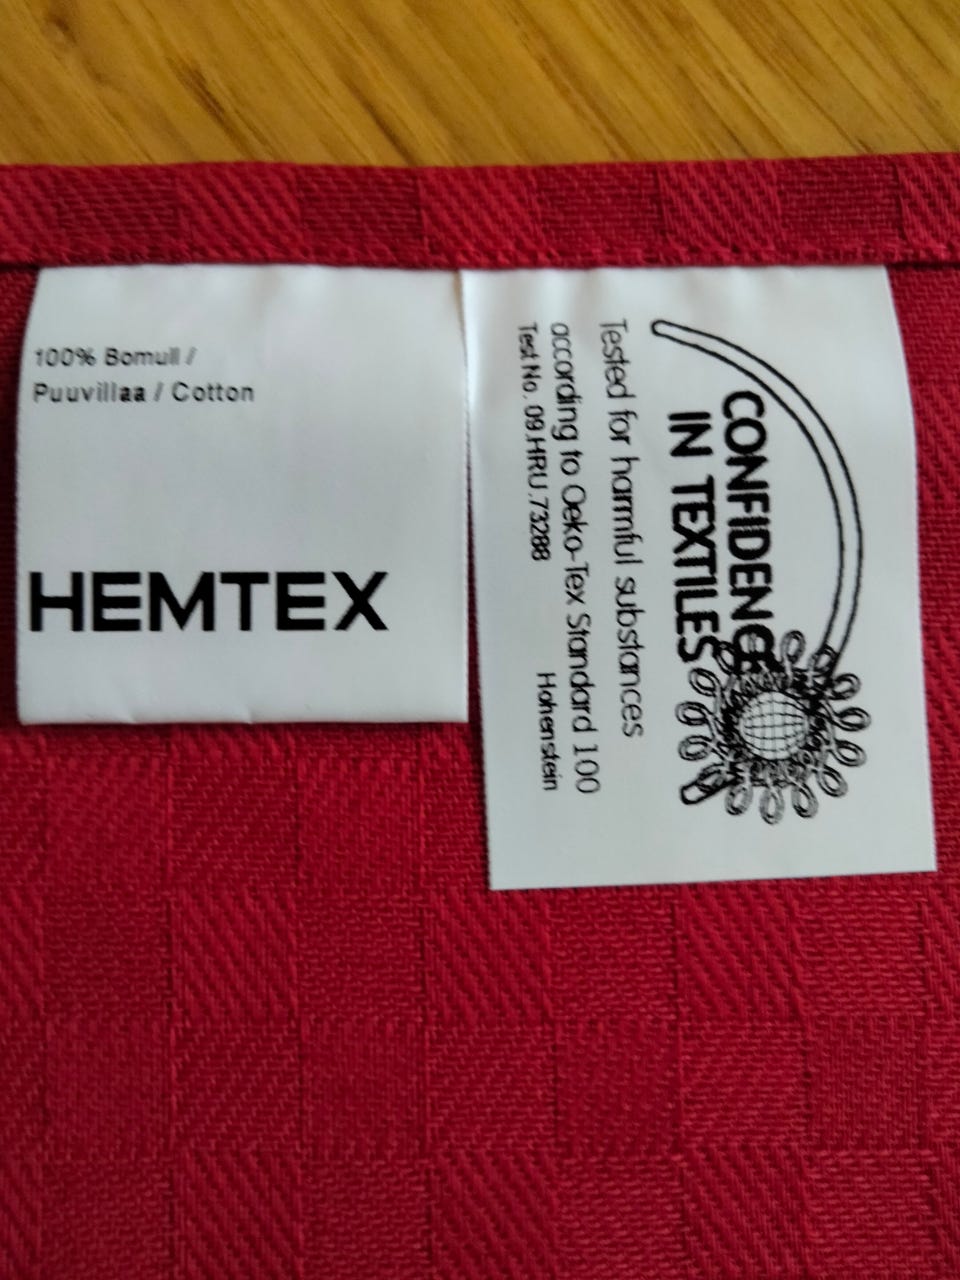 100% Bomull /
Puuvillaa / Cotton
HEMTEX
CONFIDENCE
IN TEXTILES
Tested for harmful substances
according to Oeko-Tex Standard 100
Test No. 09.HRU.73288 Hohenstein